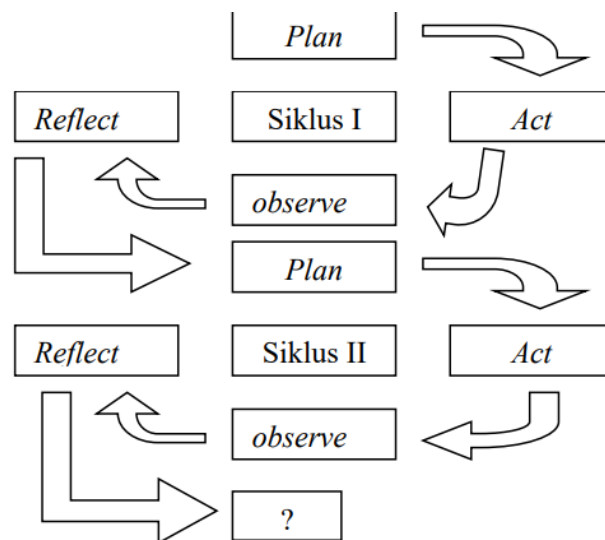 Plan
Reflect
Siklus I
Act
observe
Plan
Reflect
Siklus II
Act
observe
?